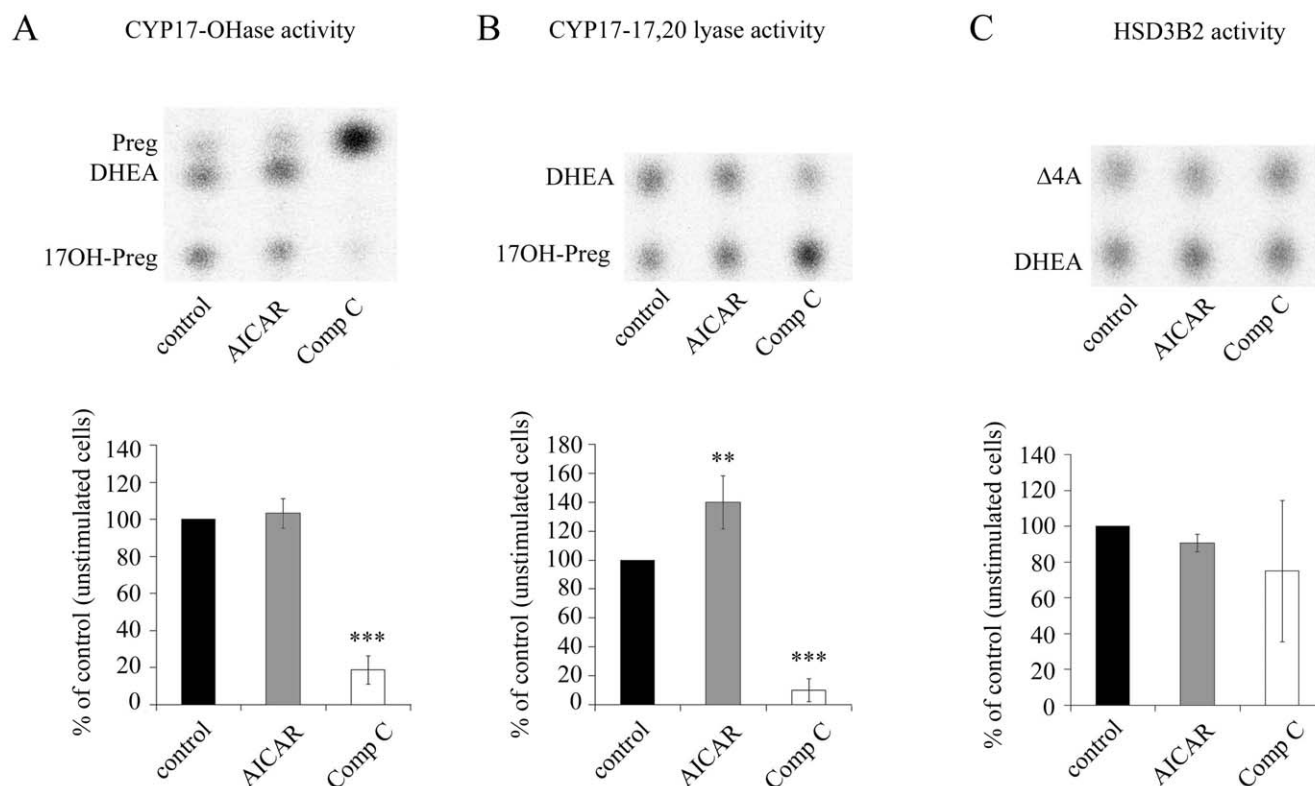 A
CYP17-OHase activity
Preg
DHEA
17OH-Preg
control
AICAR
Comp C
% of control (unstimulated cells)
140
120
100
80
60
40
20
0
***
control
AICAR
Comp C
B
CYP17-17,20 lyase activity
DHEA
17OH-Preg
control
AICAR
Comp C
% of control (unstimulated cells)
180
160
140
120
100
80
60
40
20
0
**
***
control
AICAR
Comp C
C
HSD3B2 activity
Δ4A
DHEA
control
AICAR
Comp C
% of control (unstimulated cells)
140
120
100
80
60
40
20
0
control
AICAR
Comp C